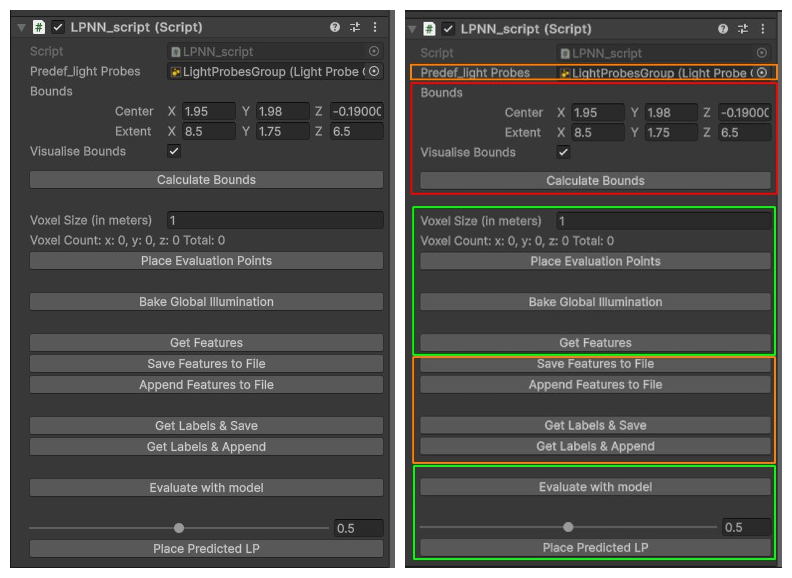 LPNN_script (Script)
Script LPNN_script
Predef_light Probes LightProbesGroup (Light Probe (
Bounds
Center X 1.95 Y 1.98 Z -0.1900
Extent X 8.5 Y 1.75 Z 6.5
Visualise Bounds
Calculate Bounds
Voxel Size (in meters) 1
Voxel Count: x: 0, y: 0, z: 0 Total: 0
Place Evaluation Points
Bake Global Illumination
Get Features
Save Features to File
Append Features to File
Get Labels & Save
Get Labels & Append
Evaluate with model
0.5
Place Predicted LP
LPNN_script (Script)
Script LPNN_script
Predef_light Probes LightProbesGroup (Light Probe (
Bounds
Center X 1.95 Y 1.98 Z -0.1900
Extent X 8.5 Y 1.75 Z 6.5
Visualise Bounds
Calculate Bounds
Voxel Size (in meters) 1
Voxel Count: x: 0, y: 0, z: 0 Total: 0
Place Evaluation Points
Bake Global Illumination
Get Features
Save Features to File
Append Features to File
Get Labels & Save
Get Labels & Append
Evaluate with model
0.5
Place Predicted LP